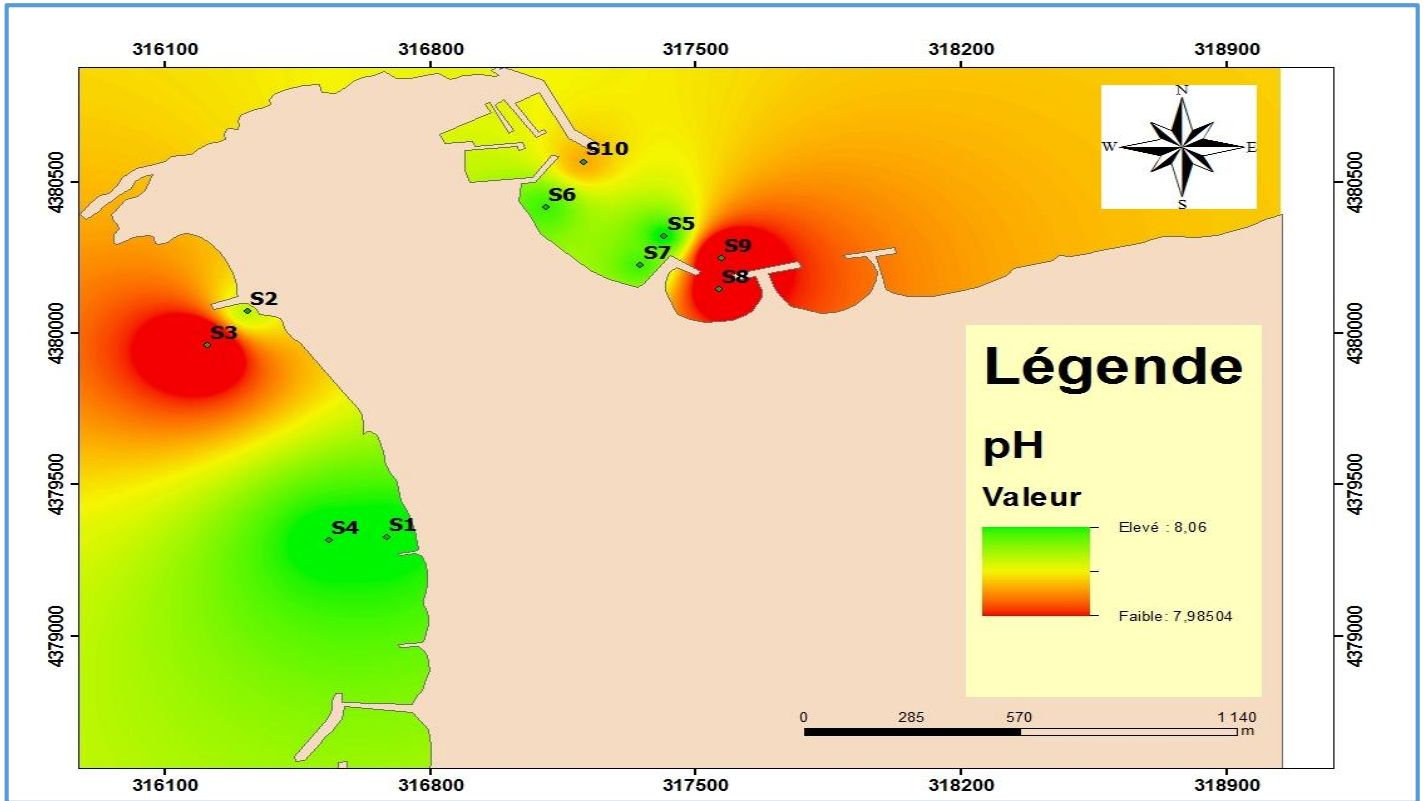 316100 316800 317500 318200 318900
N
W E
S
S10
4380500 4380500
S6
S5
S9
S7
S8
S2
S3
4380000 4380000
Légende
pH
Valeur
Elevé : 8,06
Faible: 7,98504
4379500 4379500
S4 S1
4379000 4379000
0 285 570 1 140
m
316100 316800 317500 318200 318900